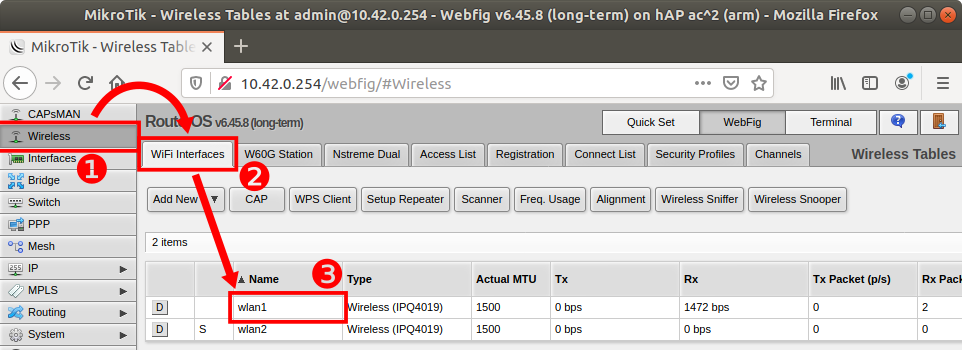 MikroTik - Wireless Tables at admin@10.42.0.254 - Webfig v6.45.8 (long-term) on hAP ac^2 (arm) - Mozilla Firefox
MikroTik - Wireless Table
10.42.0.254/webfig/#Wireless
CAPsMAN
Wireless
Interfaces
Bridge
Switch
PPP
Mesh
IP
MPLS
Routing
System
1
RouterOS v6.45.8 (long-term)
Quick Set WebFig Terminal
WiFi Interfaces W60G Station Nstreme Dual Access List Registration Connect List Security Profiles Channels Wireless Tables
2
Add New CAP WPS Client Setup Repeater Scanner Freq. Usage Alignment Wireless Sniffer Wireless Snooper
2 items
3
Name Type Actual MTU Tx Rx Tx Packet (p/s) Rx Pack
D wlan1 Wireless (IPQ4019) 1500 0 bps 1472 bps 0 2
D S wlan2 Wireless (IPQ4019) 1500 0 bps 0 bps 0 0